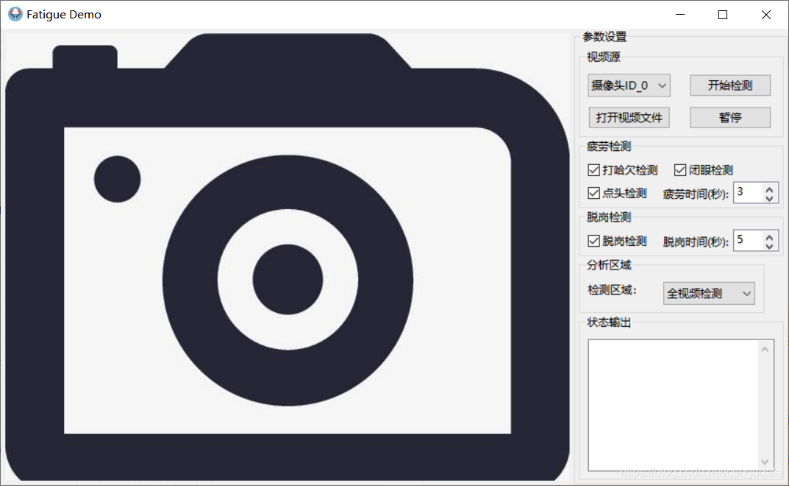 Fatigue Demo
参数设置
视频源
摄像头ID_0 开始检测
打开视频文件 暂停
疲劳检测
打哈欠检测 闭眼检测
点头检测 疲劳时间(秒): 3
脱岗检测
脱岗检测 脱岗时间(秒): 5
分析区域
检测区域: 全视频检测
状态输出